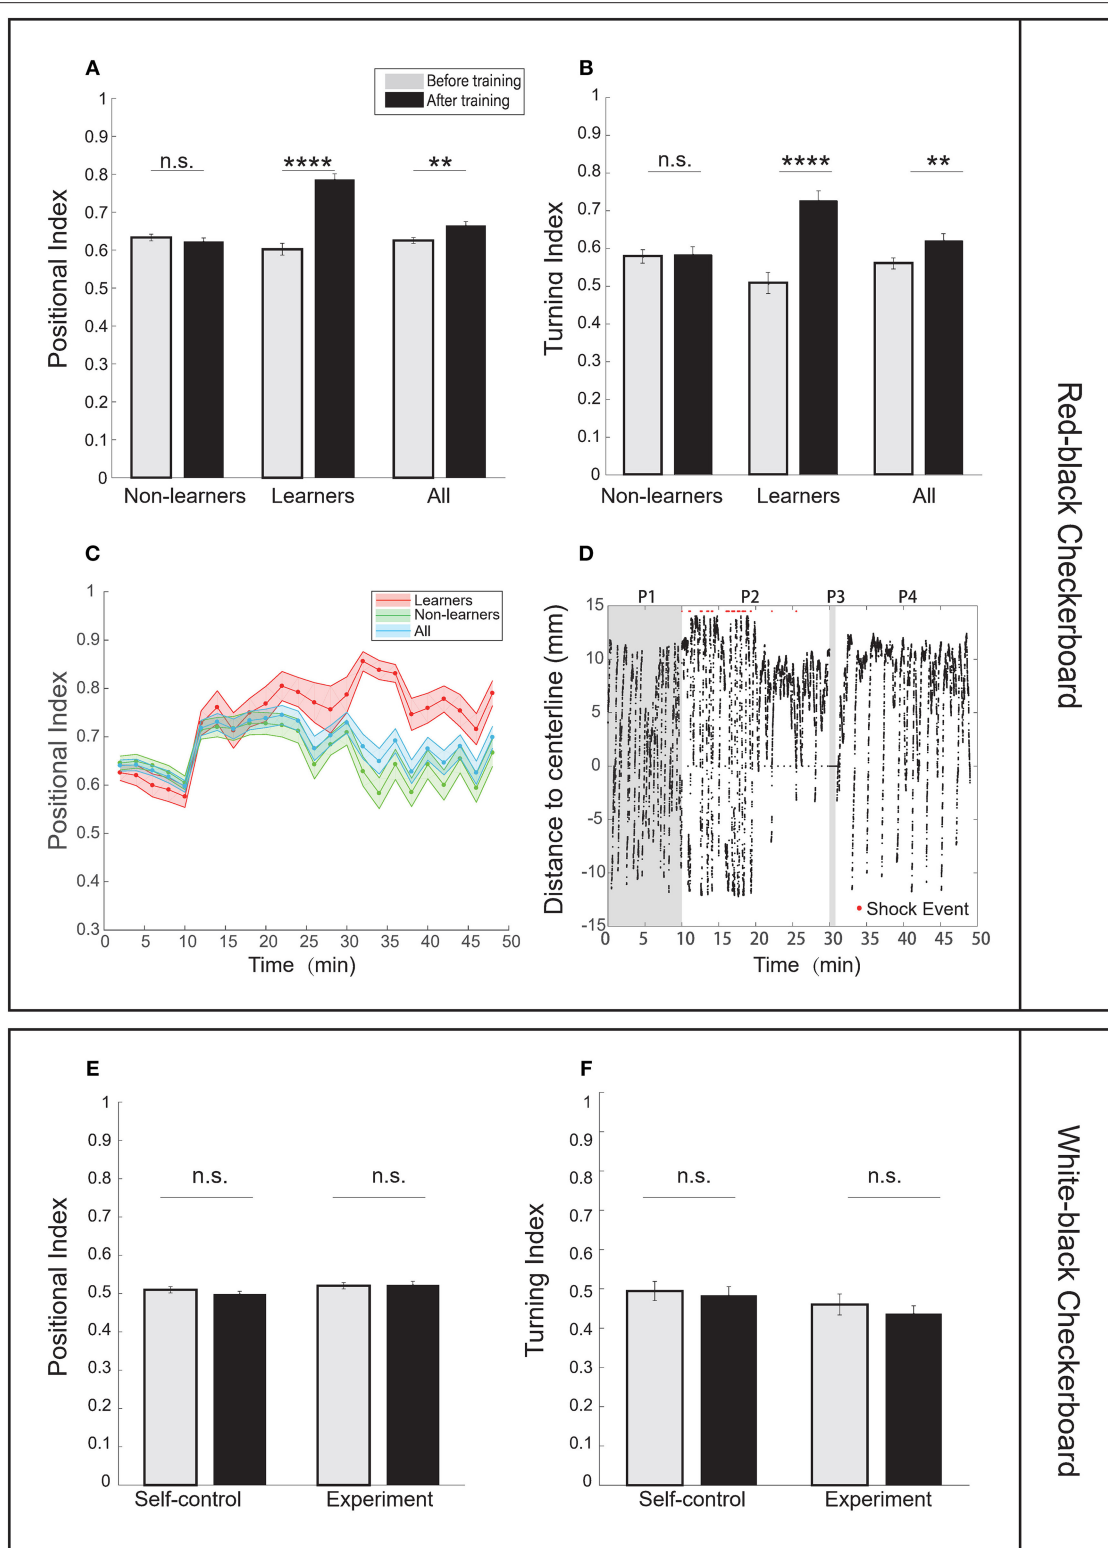 A
Before training
After training
1
0.9
0.8
0.7
0.6
0.5
0.4
0.3
0.2
0.1
0
Positional Index
n.s.
****
**
Non-learners
Learners
All
B
1
0.9
0.8
0.7
0.6
0.5
0.4
0.3
0.2
0.1
0
Turning Index
n.s.
****
**
Non-learners
Learners
All
C
Learners
Non-learners
All
1
0.9
0.8
0.7
0.6
0.5
0.4
0.3
Positional Index
0 5 10 15 20 25 30 35 40 45 50
Time (min)
D
P1 P2 P3 P4
15
10
5
0
-5
-10
-15
Distance to centerline (mm)
Shock Event
0 5 10 15 20 25 30 35 40 45 50
Time (min)
Red-black Checkerboard
E
1
0.9
0.8
0.7
0.6
0.5
0.4
0.3
0.2
0.1
0
Positional Index
n.s.
n.s.
Self-control
Experiment
F
1
0.9
0.8
0.7
0.6
0.5
0.4
0.3
0.2
0.1
0
Turning Index
n.s.
n.s.
Self-control
Experiment
White-black Checkerboard